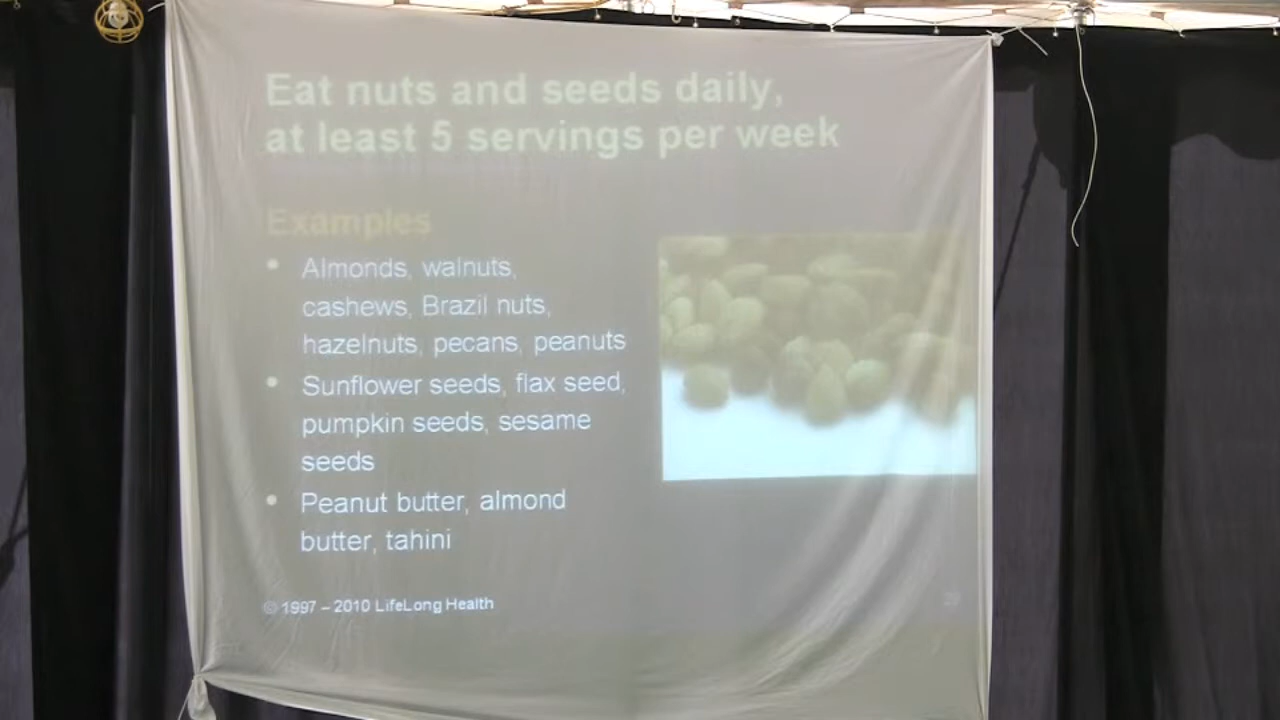 Eat nuts and seeds daily,
at least 5 servings per week
Examples
• Almonds, walnuts,
cashews, Brazil nuts,
hazelnuts, pecans, peanuts
• Sunflower seeds, flax seed,
pumpkin seeds, sesame
seeds
• Peanut butter, almond
butter, tahini
© 1997 – 2010 LifeLong Health